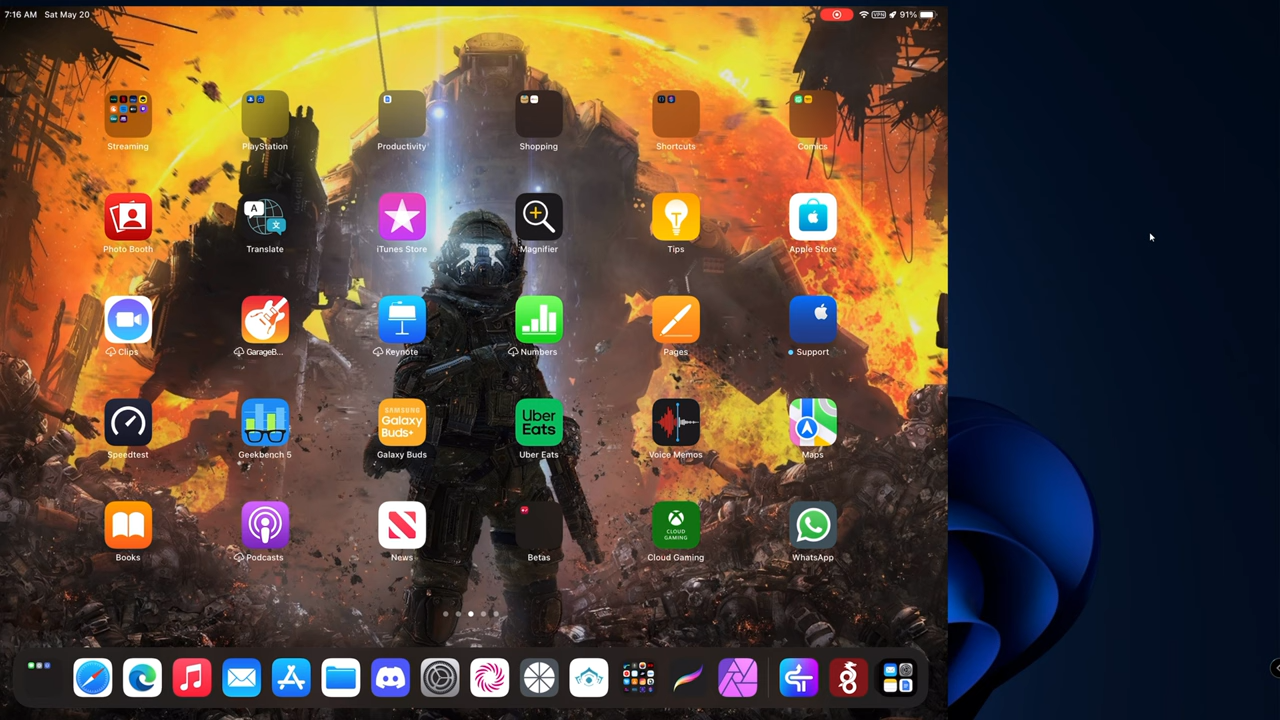 7:16 AM Sat May 20
VPN 91%
Streaming
PlayStation
Productivity
Shopping
Shortcuts
Comics
A
文
T
Photo Booth
Translate
iTunes Store
Magnifier
Tips
Apple Store
Clips
GarageB...
Keynote
Numbers
Pages
Support
SAMSUNG
Galaxy
Buds+
Uber
Eats
Speedtest
Geekbench 5
Galaxy Buds
Uber Eats
Voice Memos
Maps
CLOUD
GAMING
Books
Podcasts
News
Betas
Cloud Gaming
WhatsApp